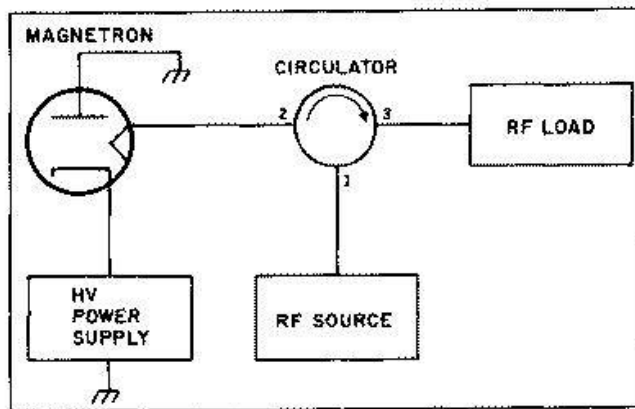 MAGNETRON
CIRCULATOR
2
3
RF LOAD
1
HV
POWER
SUPPLY
RF SOURCE